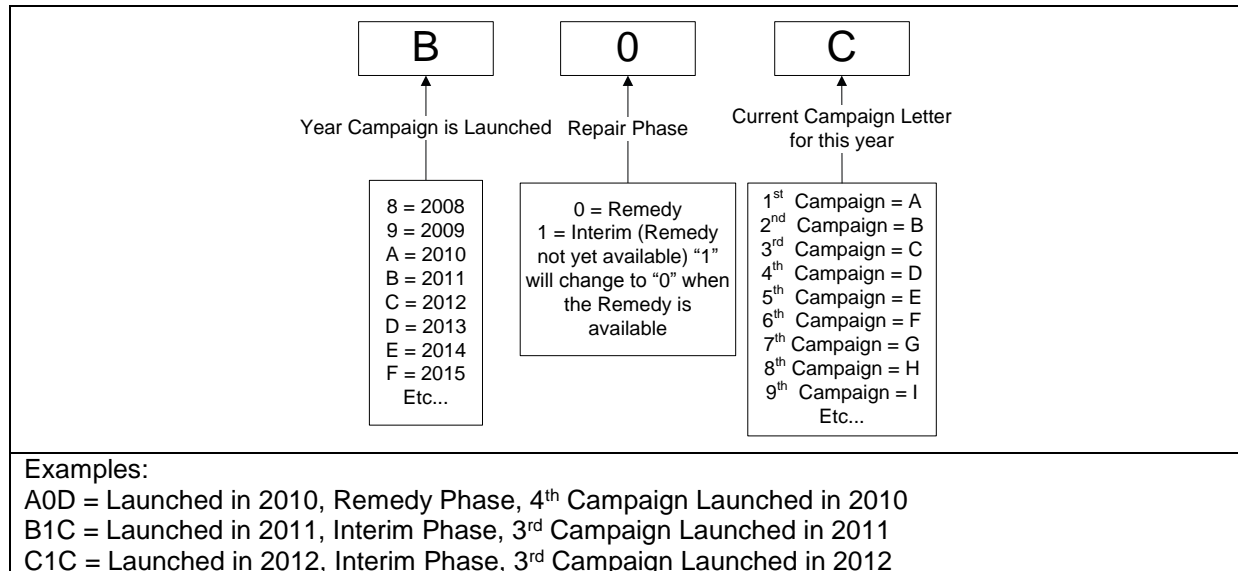 B
0
C
Year Campaign is Launched
Repair Phase
Current Campaign Letter
for this year
8 = 2008
9 = 2009
A = 2010
B = 2011
C = 2012
D = 2013
E = 2014
F = 2015
Etc...
0 = Remedy
1 = Interim (Remedy
not yet available) “1”
will change to “0” when
the Remedy is
available
1st Campaign = A
2nd Campaign = B
3rd Campaign = C
4th Campaign = D
5th Campaign = E
6th Campaign = F
7th Campaign = G
8th Campaign = H
9th Campaign = I
Etc...
Examples:
A0D = Launched in 2010, Remedy Phase, 4th Campaign Launched in 2010
B1C = Launched in 2011, Interim Phase, 3rd Campaign Launched in 2011
C1C = Launched in 2012, Interim Phase, 3rd Campaign Launched in 2012